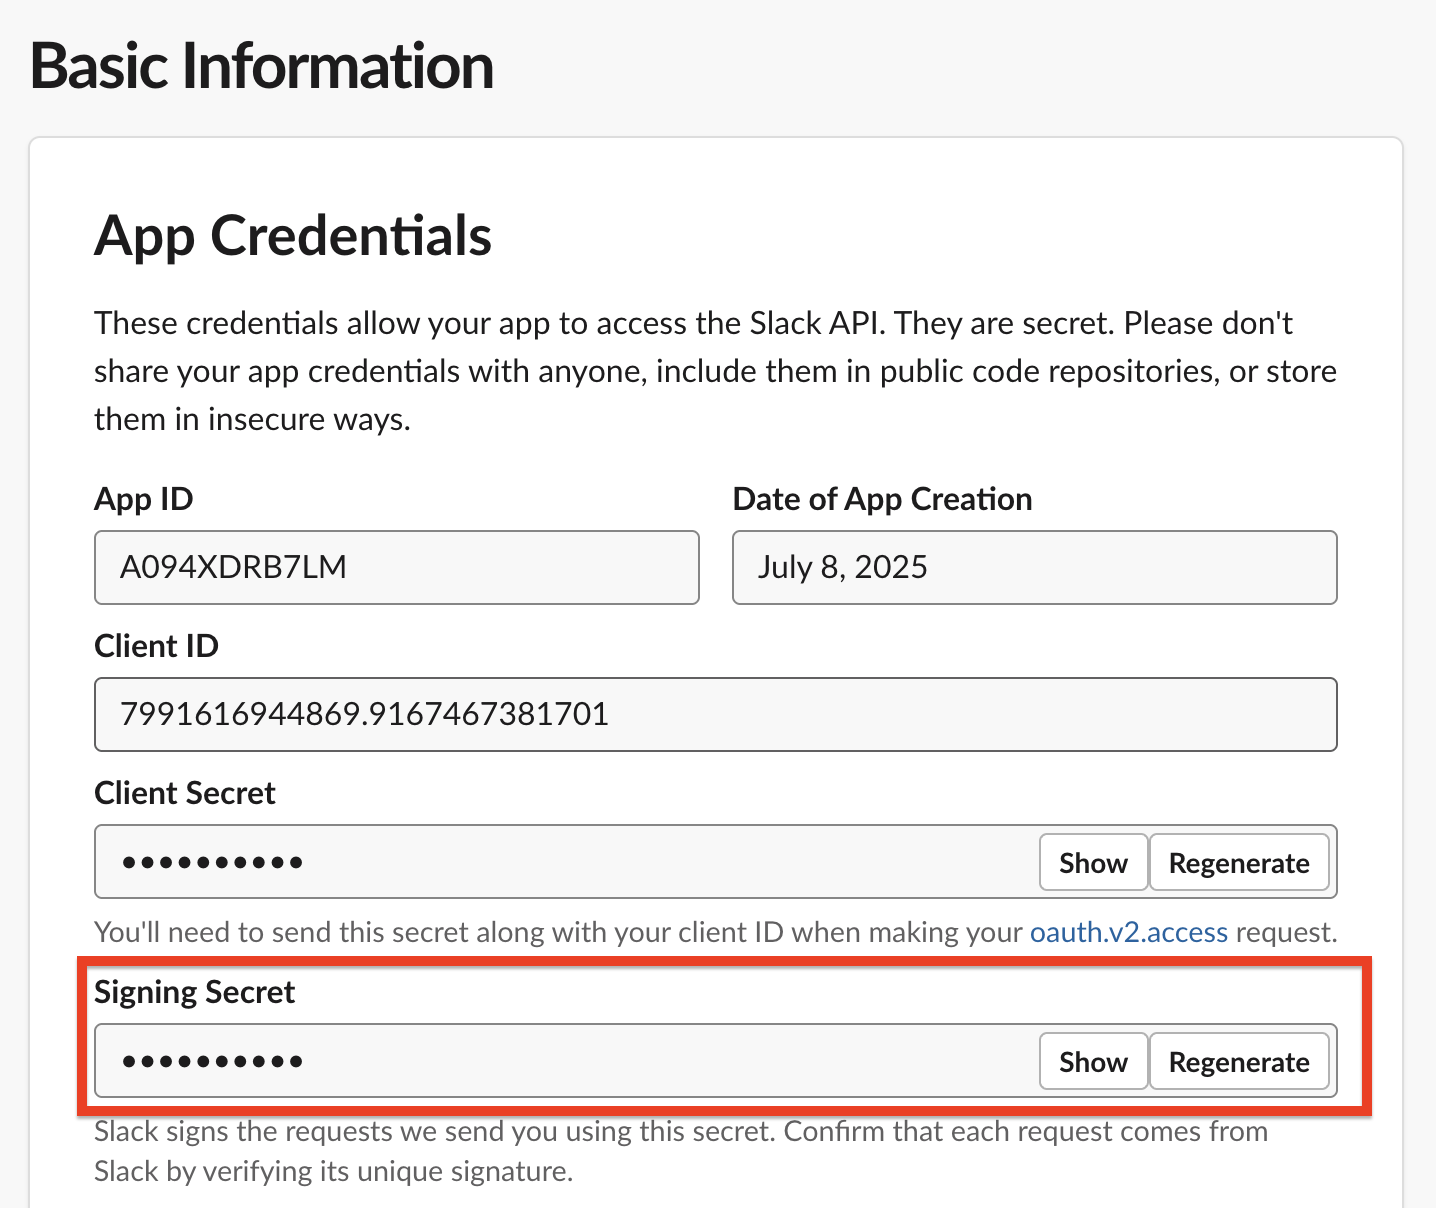 Basic Information
App Credentials
These credentials allow your app to access the Slack API. They are secret. Please don't
share your app credentials with anyone, include them in public code repositories, or store
them in insecure ways.
App ID
Date of App Creation
A094XDRB7LM
July 8, 2025
Client ID
7991616944869.9167467381701
Client Secret
••••••••••
Show
Regenerate
You'll need to send this secret along with your client ID when making your oauth.v2.access request.
Signing Secret
••••••••••
Show
Regenerate
Slack signs the requests we send you using this secret. Confirm that each request comes from
Slack by verifying its unique signature.